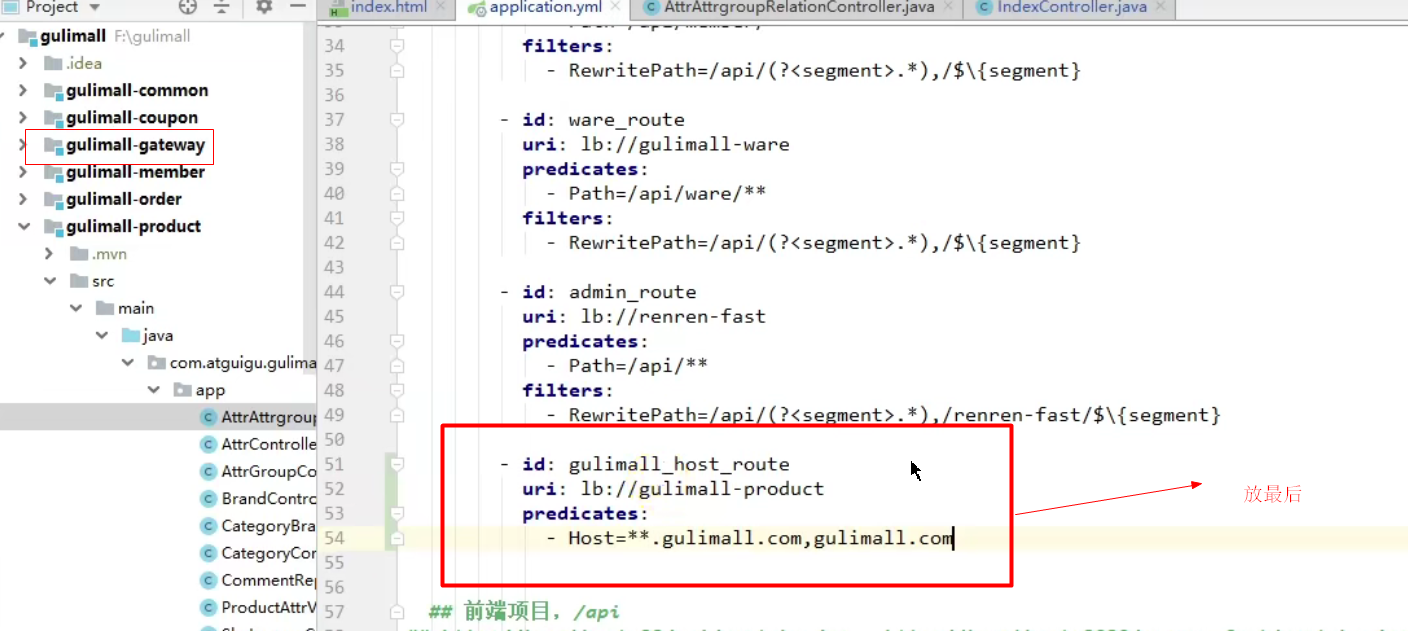 Project
index.html
application.yml
AttrAttrgroupRelationController.java
IndexController.java
gulimall F:\gulimall
.idea
gulimall-common
gulimall-coupon
gulimall-gateway
gulimall-member
gulimall-order
gulimall-product
.mvn
src
main
java
com.atguigu.gulima
app
AttrAttrgroup
AttrControlle
AttrGroupCo
BrandContro
CategoryBra
CategoryCor
CommentRep
ProductAttrV
34 filters:
35 - RewritePath=/api/(?<segment>.*),/$\{segment}
36
37 - id: ware_route
38 uri: lb://gulimall-ware
39 predicates:
40 - Path=/api/ware/**
41 filters:
42 - RewritePath=/api/(?<segment>.*),/$\{segment}
43
44 - id: admin_route
45 uri: lb://renren-fast
46 predicates:
47 - Path=/api/**
48 filters:
49 - RewritePath=/api/(?<segment>.*),/renren-fast/$\{segment}
50
51 - id: gulimall_host_route
52 uri: lb://gulimall-product
53 predicates:
54 - Host=**.gulimall.com,gulimall.com
55
56
57 ## 前端项目，/api
放最后